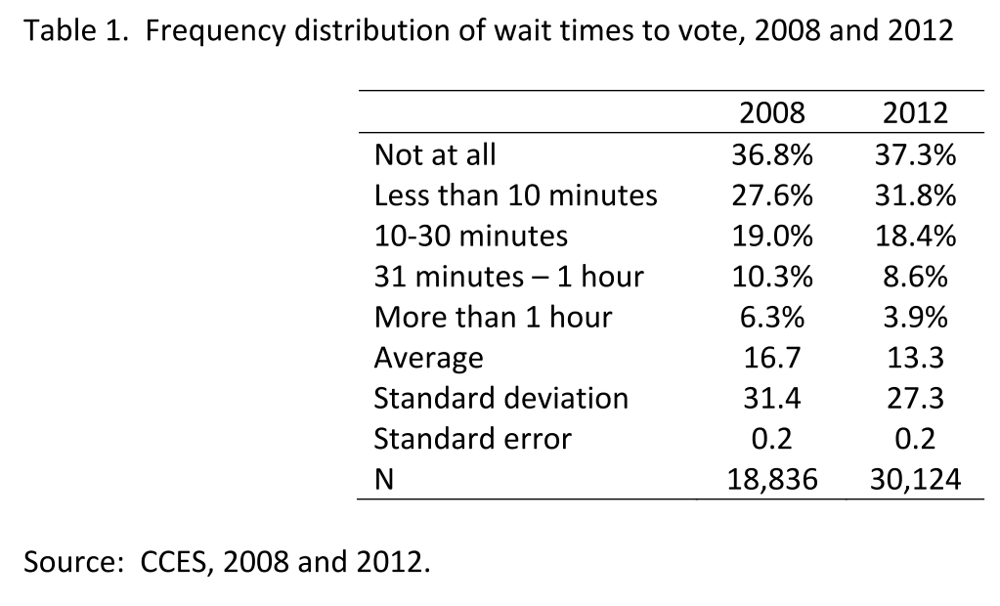 Table 1.  Frequency distribution of wait times to vote, 2008 and 2012
2008 2012
Not at all 36.8% 37.3%
Less than 10 minutes 27.6% 31.8%
10-30 minutes 19.0% 18.4%
31 minutes – 1 hour 10.3% 8.6%
More than 1 hour 6.3% 3.9%
Average 16.7 13.3
Standard deviation 31.4 27.3
Standard error 0.2 0.2
N 18,836 30,124
Source:  CCES, 2008 and 2012.